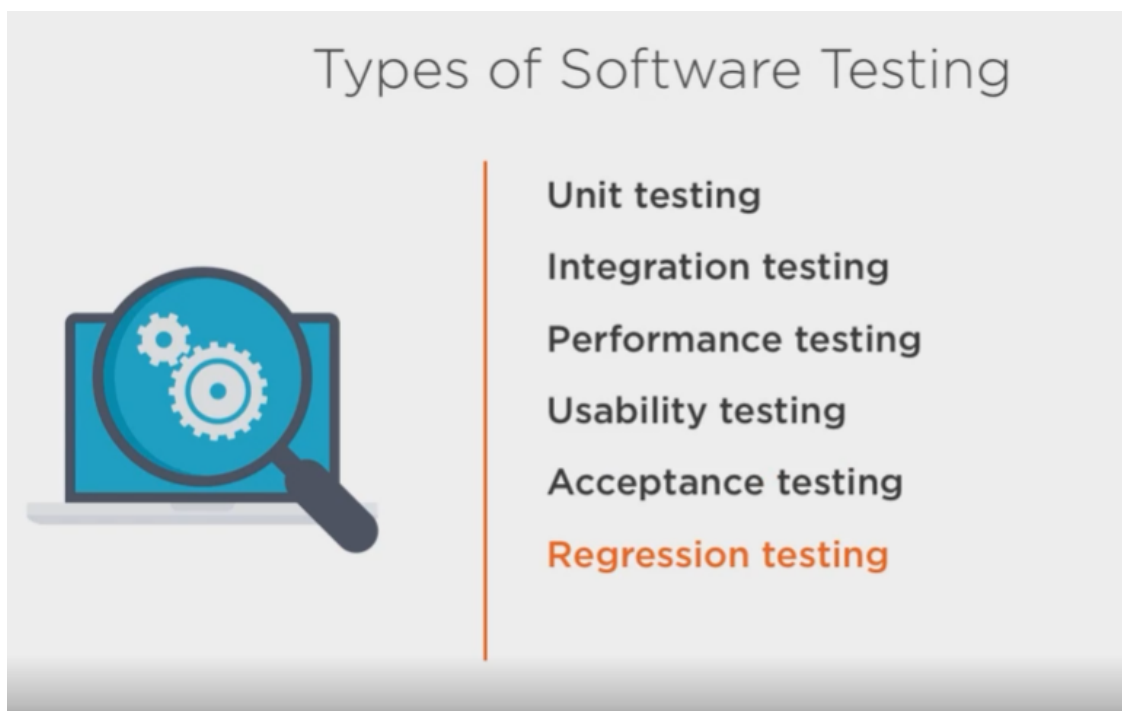 Types of Software Testing
Unit testing
Integration testing
Performance testing
Usability testing
Acceptance testing
Regression testing